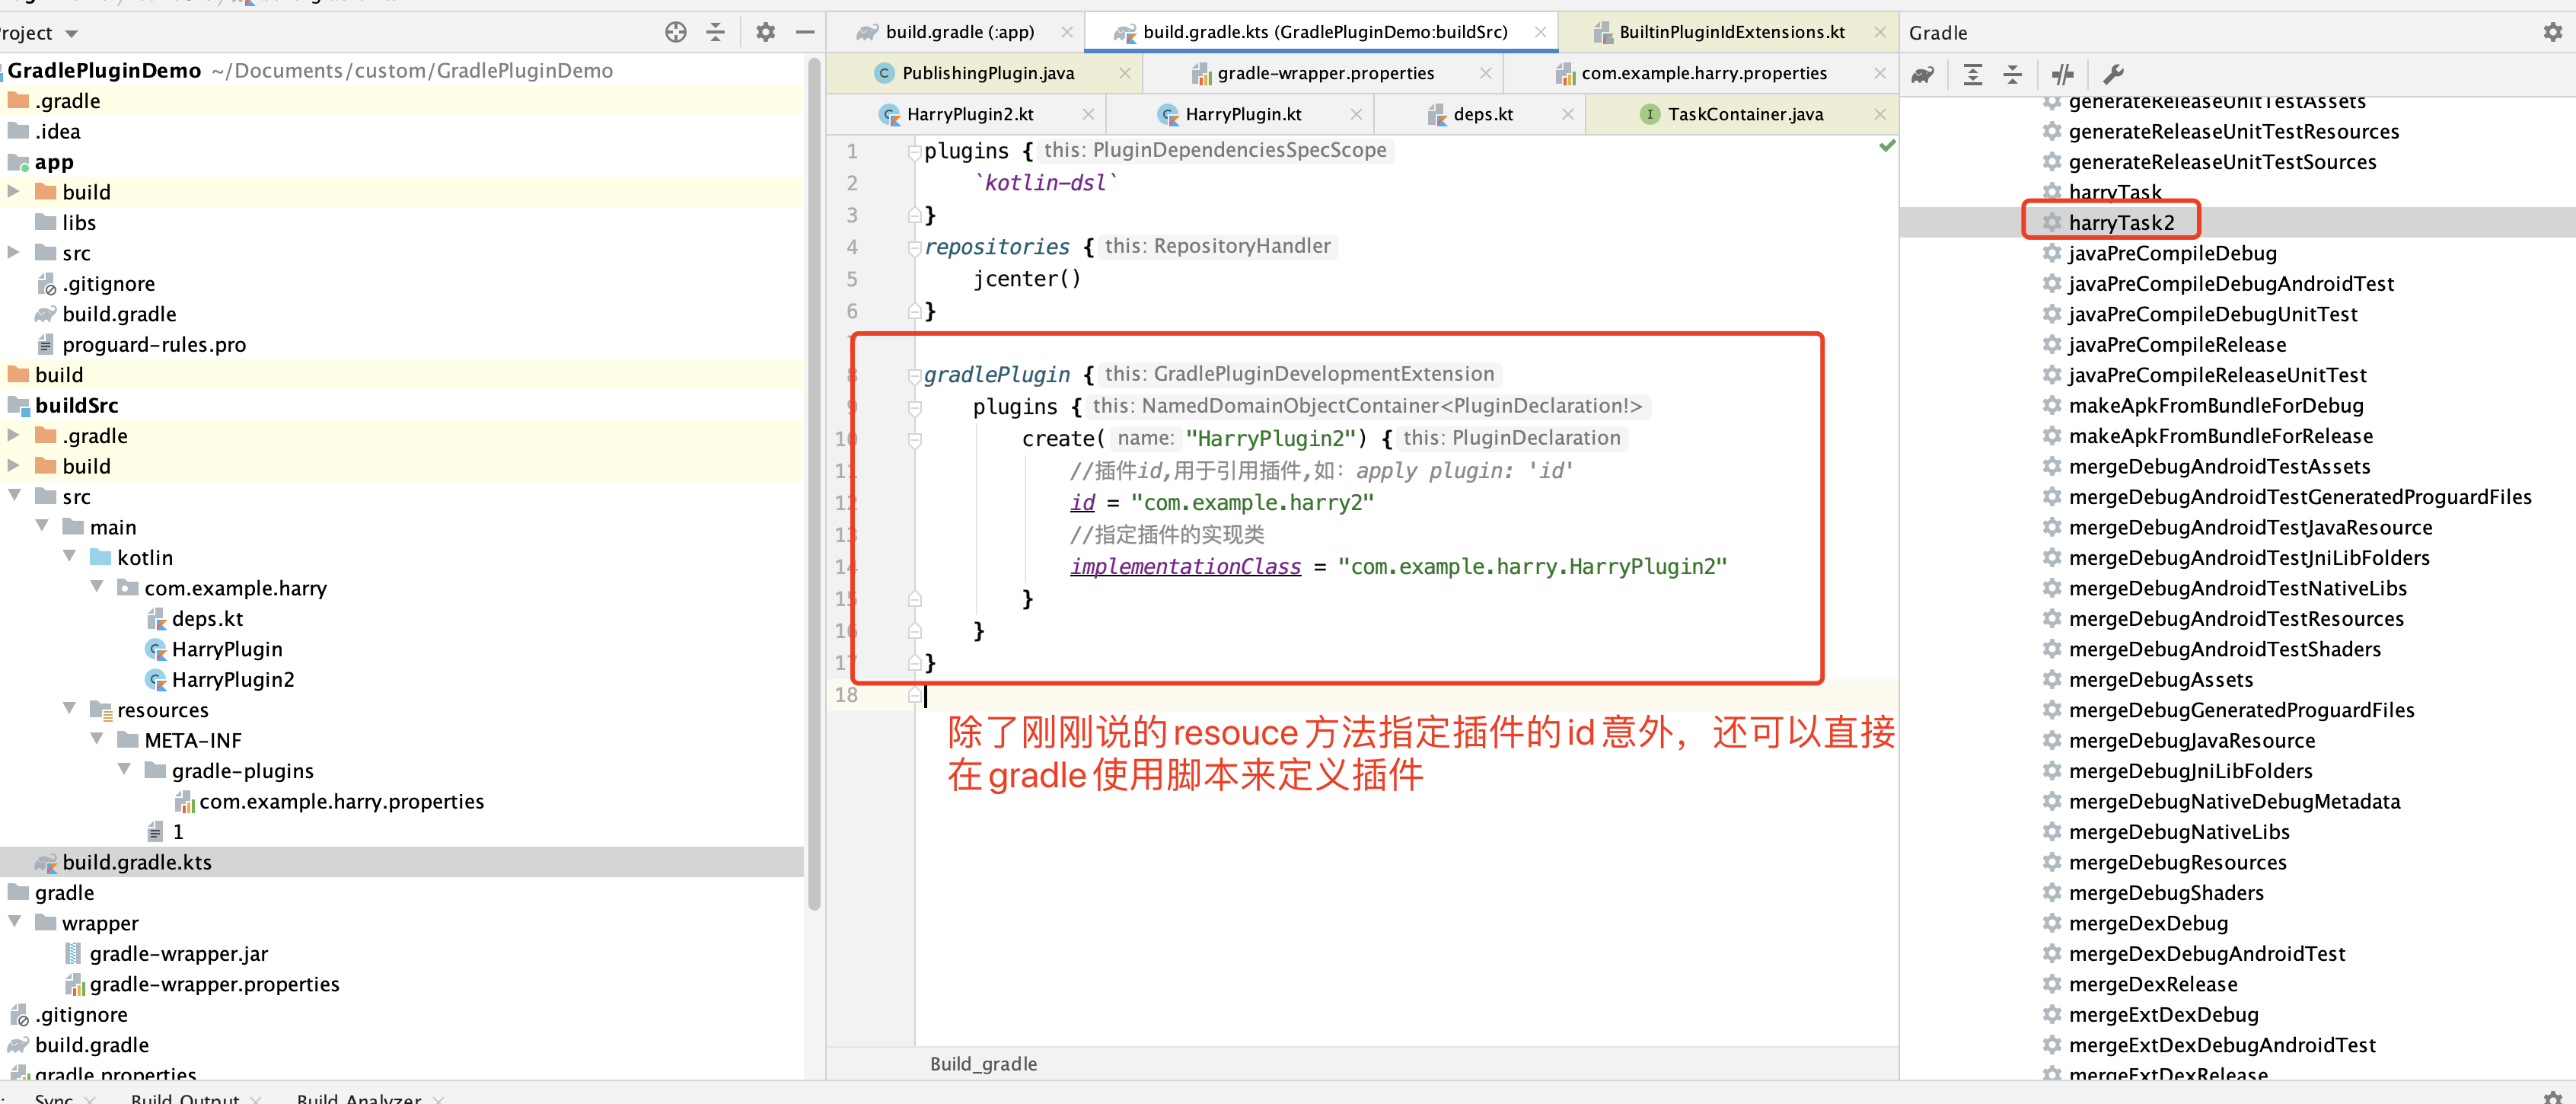 Project
GradlePluginDemo ~/Documents/custom/GradlePluginDemo
.gradle
.idea
app
build
libs
src
.gitignore
build.gradle
proguard-rules.pro
build
buildSrc
.gradle
build
src
main
kotlin
com.example.harry
deps.kt
HarryPlugin
HarryPlugin2
resources
META-INF
gradle-plugins
com.example.harry.properties
1
build.gradle.kts
gradle
wrapper
gradle-wrapper.jar
gradle-wrapper.properties
.gitignore
build.gradle
gradle.properties
build.gradle (:app)
build.gradle.kts (GradlePluginDemo:buildSrc)
BuiltinPluginIdExtensions.kt
PublishingPlugin.java
gradle-wrapper.properties
com.example.harry.properties
HarryPlugin2.kt
HarryPlugin.kt
deps.kt
TaskContainer.java
1 plugins { this: PluginDependenciesSpecScope
2 `kotlin-dsl`
3 }
4 repositories { this: RepositoryHandler
5 jcenter()
6 }
8 gradlePlugin { this: GradlePluginDevelopmentExtension
9 plugins { this: NamedDomainObjectContainer<PluginDeclaration!>
10 create( name: "HarryPlugin2") { this: PluginDeclaration
11 //插件id,用于引用插件,如: apply plugin: 'id'
12 id = "com.example.harry2"
13 //指定插件的实现类
14 implementationClass = "com.example.harry.HarryPlugin2"
15 }
16 }
17 }
18
除了刚刚说的resouce方法指定插件的id意外，还可以直接
在gradle使用脚本来定义插件
Build_gradle
Gradle
generateReleaseUnitTestAssets
generateReleaseUnitTestResources
generateReleaseUnitTestSources
harryTask
harryTask2
javaPreCompileDebug
javaPreCompileDebugAndroidTest
javaPreCompileDebugUnitTest
javaPreCompileRelease
javaPreCompileReleaseUnitTest
makeApkFromBundleForDebug
makeApkFromBundleForRelease
mergeDebugAndroidTestAssets
mergeDebugAndroidTestGeneratedProguardFiles
mergeDebugAndroidTestJavaResource
mergeDebugAndroidTestJniLibFolders
mergeDebugAndroidTestNativeLibs
mergeDebugAndroidTestResources
mergeDebugAndroidTestShaders
mergeDebugAssets
mergeDebugGeneratedProguardFiles
mergeDebugJavaResource
mergeDebugJniLibFolders
mergeDebugNativeDebugMetadata
mergeDebugNativeLibs
mergeDebugResources
mergeDebugShaders
mergeDexDebug
mergeDexDebugAndroidTest
mergeDexRelease
mergeExtDexDebug
mergeExtDexDebugAndroidTest
mergeExtDexRelease
Sync
Build Output
Build Analyzer